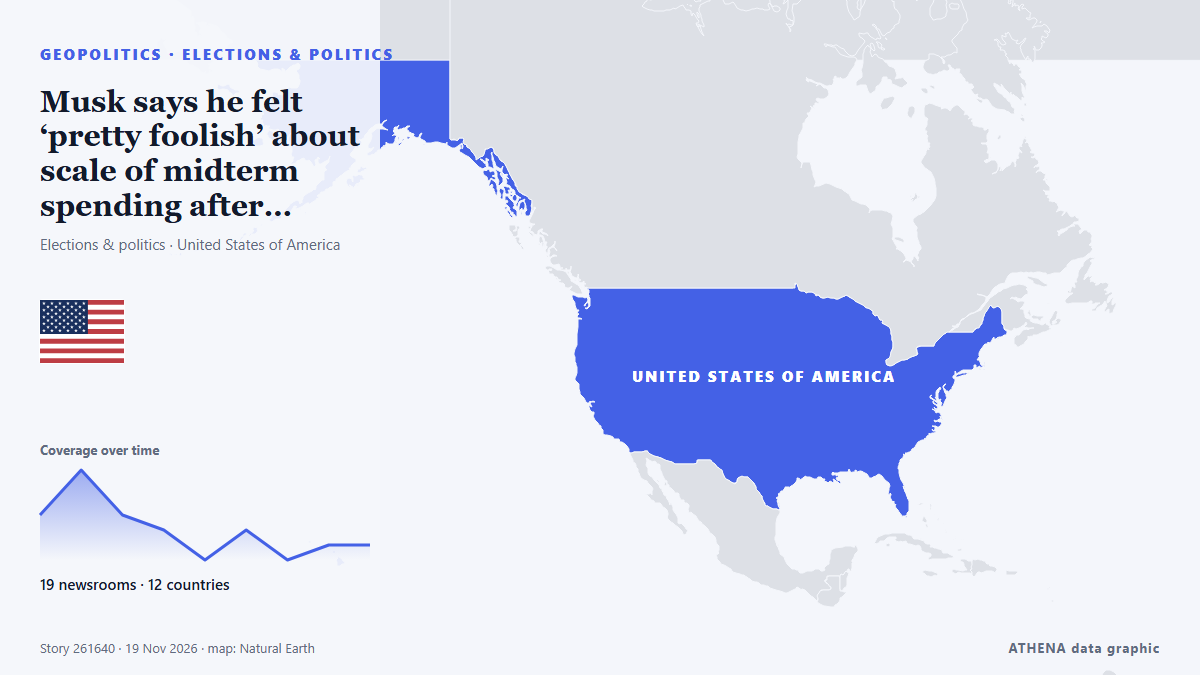 GEOPOLITICS · ELECTIONS & POLITICS
Musk says he felt
‘pretty foolish’ about
scale of midterm
spending after…
Elections & politics · United States of America
UNITED STATES OF AMERICA
Coverage over time
19 newsrooms · 12 countries
Story 261640 · 19 Nov 2026 · map: Natural Earth
ATHENA data graphic